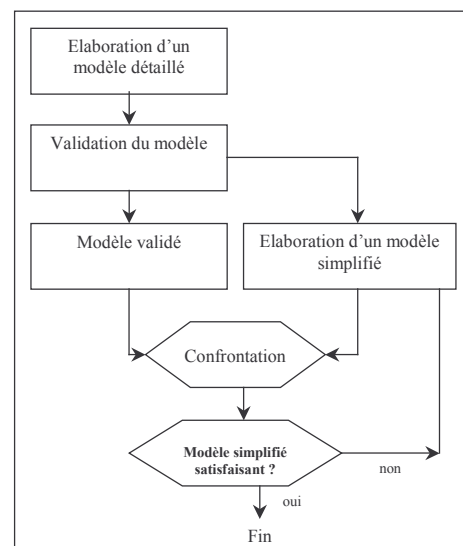 Elaboration d’un
modèle détaillé
Validation du modèle
Modèle validé
Elaboration d’un modèle
simplifié
Confrontation
Modèle simplifié
satisfaisant ?
non
oui
Fin